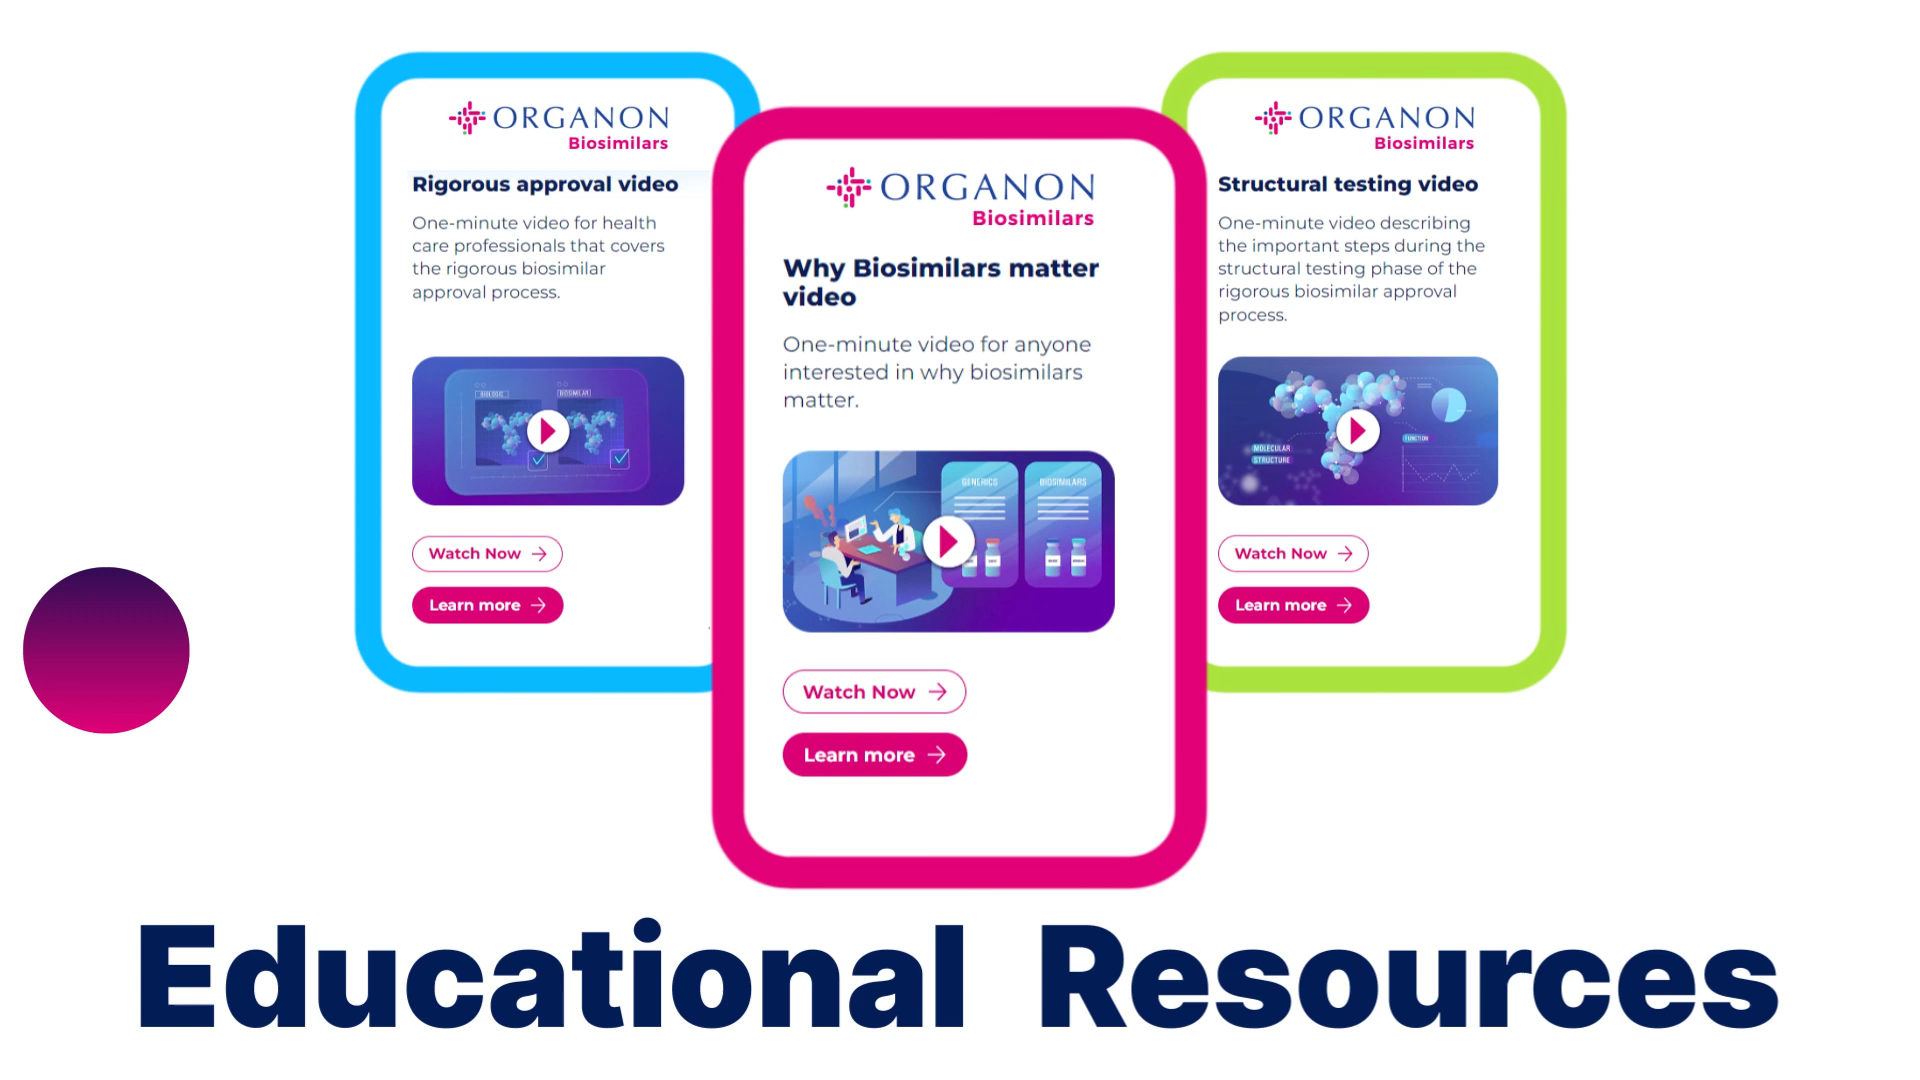 ORGANON
Biosimilars
Rigorous approval video
One-minute video for health
care professionals that covers
the rigorous biosimilar
approval process.
BIOLOGIC
BIOSIMILAR
Watch Now
Learn more
ORGANON
Biosimilars
Why Biosimilars matter
video
One-minute video for anyone
interested in why biosimilars
matter.
GENERICS
BIOSIMILARS
Watch Now
Learn more
ORGANON
Biosimilars
Structural testing video
One-minute video describing
the important steps during the
structural testing phase of the
rigorous biosimilar approval
process.
MOLECULAR
STRUCTURE
FUNCTION
Watch Now
Learn more
Educational Resources